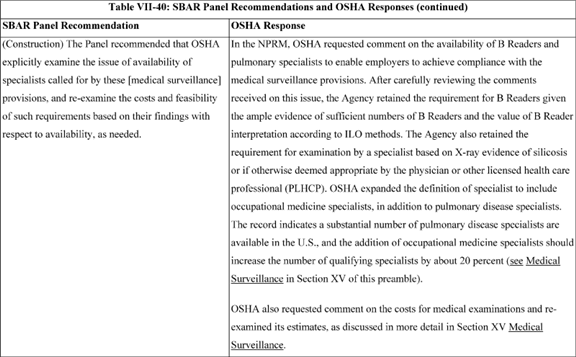 Table VII-40: SBAR Panel Recommendations and OSHA Responses (continued)
SBAR Panel Recommendation
(Construction) The Panel recommended that OSHA
explicitly examine the issue of availability of
specialists called for by these [medical surveillance]
provisions, and re-examine the costs and feasibility
of such requirements based on their findings with
respect to availability, as needed.
OSHA Response
In the NPRM, OSHA requested comment on the availability of B Readers and
pulmonary specialists to enable employers to achieve compliance with the
medical surveillance provisions. After carefully reviewing the comments
received on this issue, the Agency retained the requirement for B Readers given
the ample evidence of sufficient numbers of B Readers and the value of B Reader
interpretation according to ILO methods. The Agency also retained the
requirement for examination by a specialist based on X-ray evidence of silicosis
or if otherwise deemed appropriate by the physician or other licensed health care
professional (PLHCP). OSHA expanded the definition of specialist to include
occupational medicine specialists, in addition to pulmonary disease specialists.
The record indicates a substantial number of pulmonary disease specialists are
available in the U.S., and the addition of occupational medicine specialists should
increase the number of qualifying specialists by about 20 percent (see Medical
Surveillance in Section XV of this preamble).
OSHA also requested comment on the costs for medical examinations and re-
examined its estimates, as discussed in more detail in Section XV Medical
Surveillance.